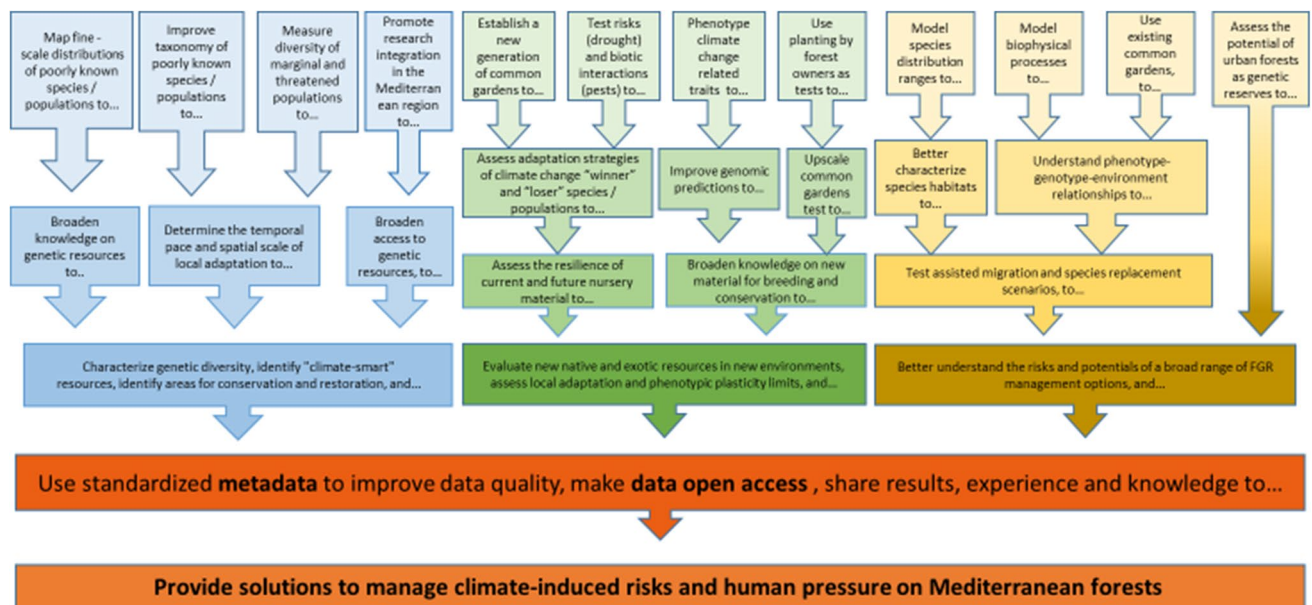 Map fine -
scale distributions
of poorly known
species /
populations to...
Improve
taxonomy of
poorly known
species /
populations
to...
Measure
diversity of
marginal and
threatened
populations
to...
Promote
research
integration
in the
Mediterran
ean region
to...
Establish a
new
generation
of common
gardens to...
Test risks
(drought)
and biotic
interactions
(pests) to...
Phenotype
climate
change
related
traits to...
Use
planting by
forest
owners as
tests to...
Model
species
distribution
ranges to...
Model
biophysical
processes
to...
Use
existing
common
gardens,
to...
Assess the
potential of
urban forests
as genetic
reserves to...
Assess adaptation strategies
of climate change “winner”
and “loser” species /
populations to...
Improve genomic
predictions to...
Upscale
common
gardens
test to...
Better
characterize
species habitats
to...
Understand phenotype-
genotype-environment
relationships to...
Broaden
knowledge on
genetic resources
to..
Determine the temporal
pace and spatial scale of
local adaptation to...
Broaden
access to
genetic
resources, to...
Assess the resilience of
current and future nursery
material to...
Broaden knowledge on new
material for breeding and
conservation to...
Test assisted migration and species replacement
scenarios, to...
Characterize genetic diversity, identify "climate-smart"
resources, identify areas for conservation and restoration, and...
Evaluate new native and exotic resources in new environments,
assess local adaptation and phenotypic plasticity limits, and...
Better understand the risks and potentials of a broad range of FGR
management options, and...
Use standardized metadata to improve data quality, make data open access , share results, experience and knowledge to...
Provide solutions to manage climate-induced risks and human pressure on Mediterranean forests